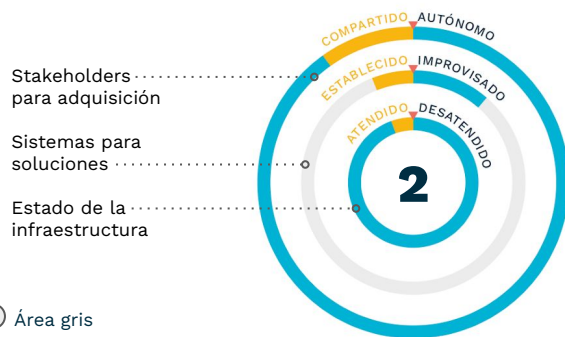 COMPARTIDO AUTÓNOMO
ESTABLECIDO IMPROVISADO
ATENDIDO DESATENDIDO
Stakeholders
para adquisición
Sistemas para
soluciones
Estado de la
infraestructura
2
Área gris